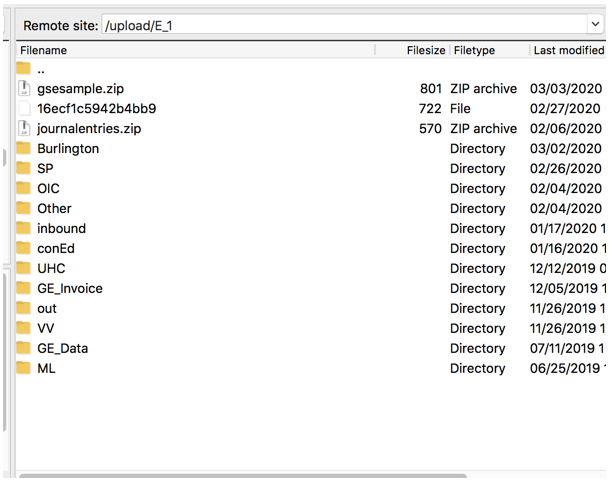 Remote site: /upload/E_1
Filename Filesize Filetype Last modified
..
gsesample.zip 801 ZIP archive 03/03/2020
16ecf1c5942b4bb9 722 File 02/27/2020
journalentries.zip 570 ZIP archive 02/06/2020
Burlington Directory 03/02/2020
SP Directory 02/26/2020
OIC Directory 02/04/2020
Other Directory 02/04/2020
inbound Directory 01/17/2020 1
conEd Directory 01/16/2020 1
UHC Directory 12/12/2019 0
GE_Invoice Directory 12/05/2019 1
out Directory 11/26/2019 1
VV Directory 11/26/2019 1
GE_Data Directory 07/11/2019 1
ML Directory 06/25/2019 1